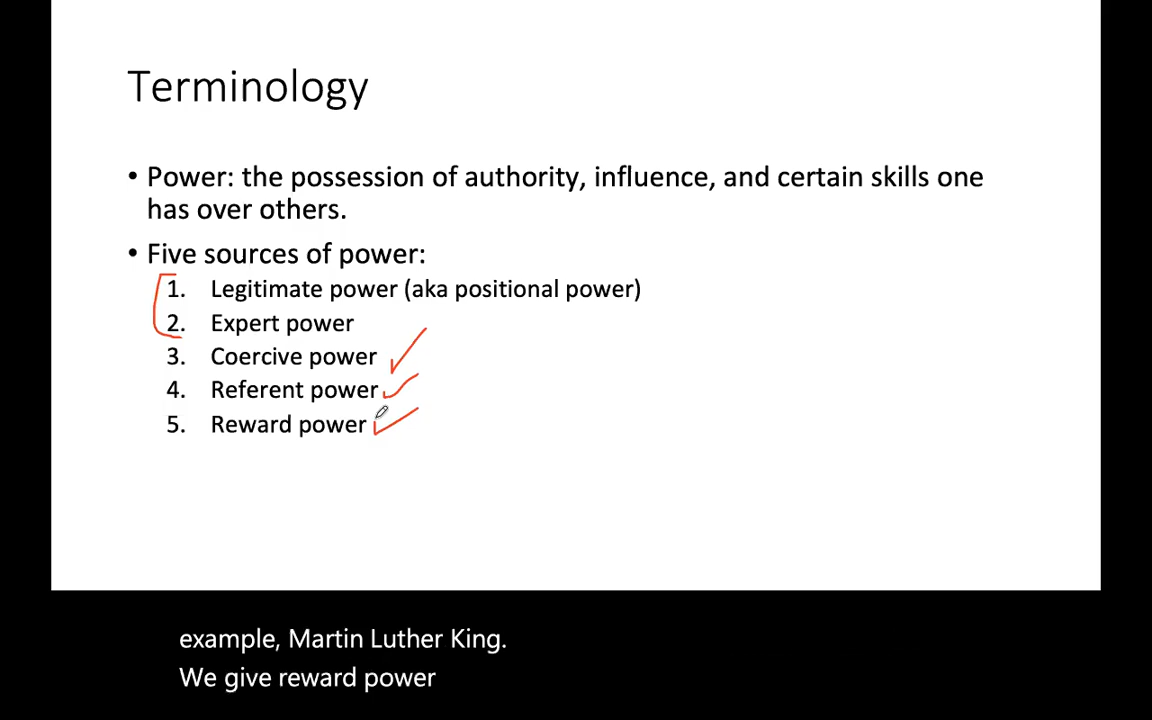 Terminology
• Power: the possession of authority, influence, and certain skills one
has over others.
• Five sources of power:
1. Legitimate power (aka positional power)
2. Expert power
3. Coercive power
4. Referent power
5. Reward power
example, Martin Luther King.
We give reward power